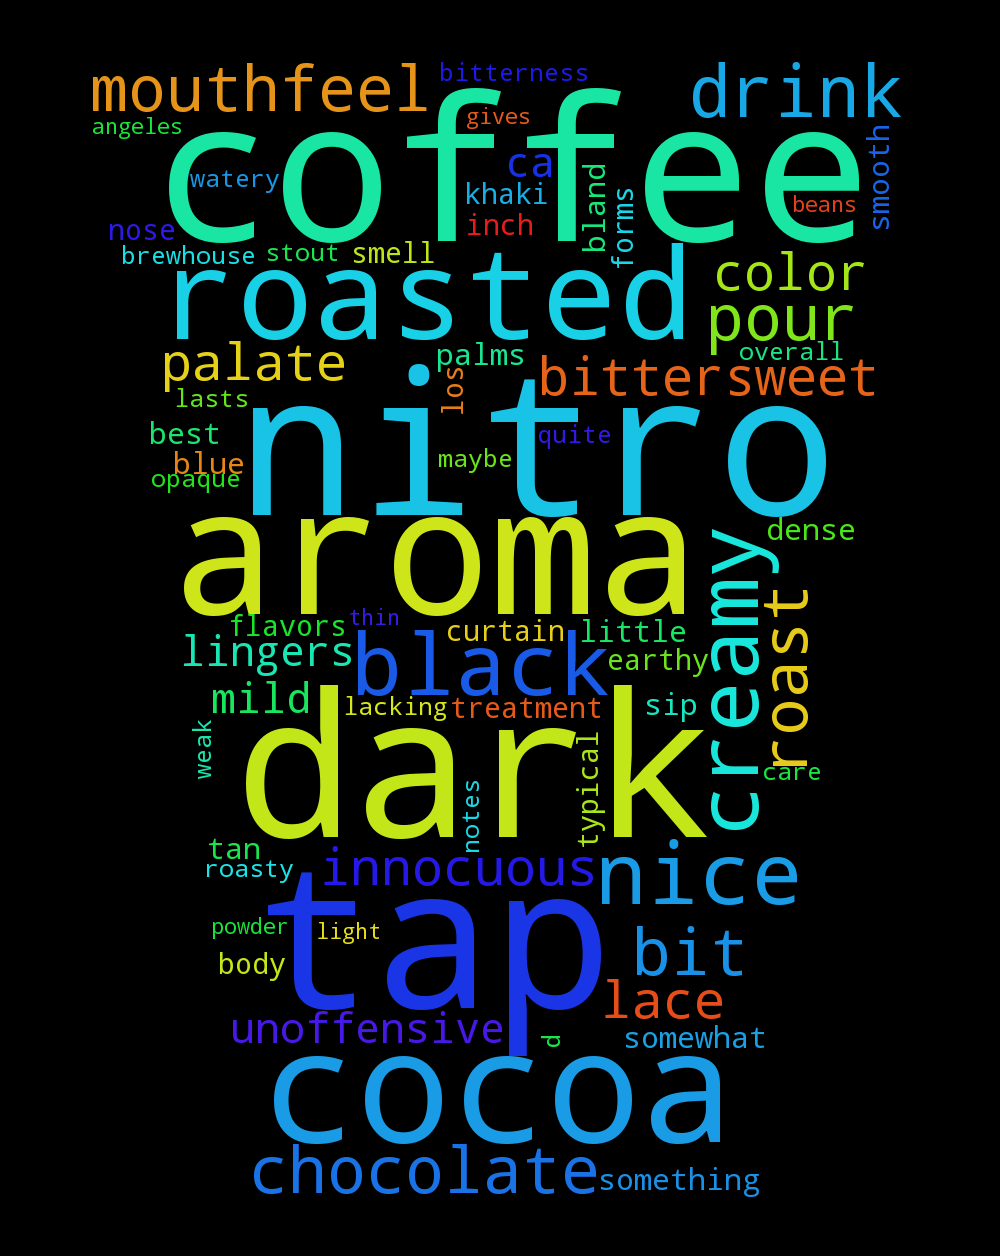 mouthfeel
bitterness
drink
angeles
coffee
gives
watery
ca
khaki
bland
forms
smooth
beans
inch
nose
brewhouse
stout
smell
roasted
color
pour
palate
palms
overall
los
bittersweet
lasts
nitro
best
quite
blue
maybe
opaque
aroma
dense
creamy
roast
flavors
thin
curtain
little
lingers
black
earthy
mild
lacking
treatment
sip
weak
dark
typical
care
notes
tan
roasty
innocuous
nice
tap
powder
light
body
bit
lace
unoffensive
d
somewhat
cocoa
chocolate
something